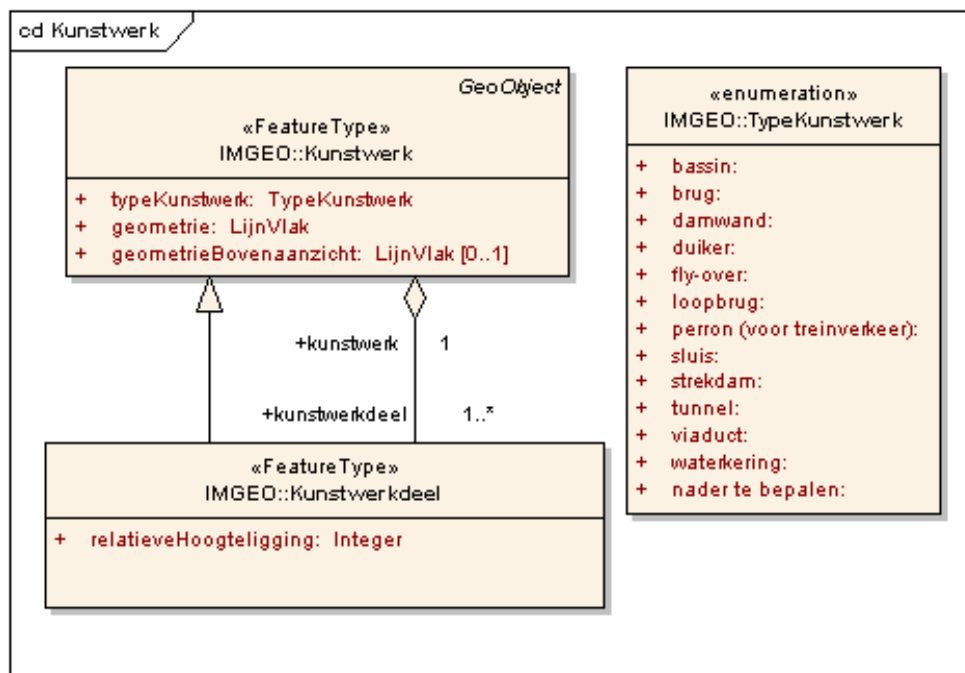 cd Kunstwerk
GeoObject
«FeatureType»
IMGEO::Kunstwerk
+ typeKunstwerk: TypeKunstwerk
+ geometrie: LijnVlak
+ geometrieBovenaanzicht: LijnVlak [0..1]
+kunstwerk 1
+kunstwerkdeel 1..*
«FeatureType»
IMGEO::Kunstwerkdeel
+ relatieveHoogteligging: Integer
«enumeration»
IMGEO::TypeKunstwerk
+ bassin:
+ brug:
+ damwand:
+ duiker:
+ fly-over:
+ loopbrug:
+ perron (voor treinverkeer):
+ sluis:
+ strekdam:
+ tunnel:
+ viaduct:
+ waterkering:
+ nader te bepalen: